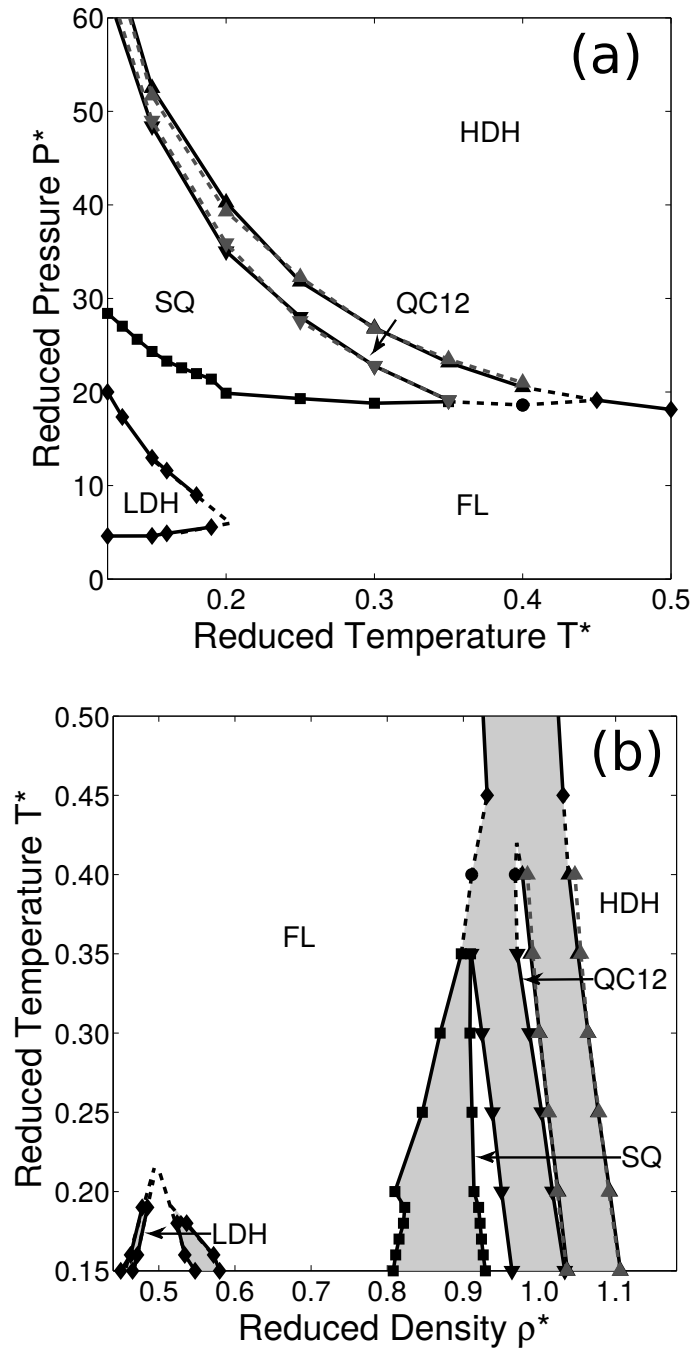 (a)
60
50
40
30
20
10
0
Reduced Pressure P*
HDH
QC12
SQ
LDH
FL
0.2
0.3
0.4
0.5
Reduced Temperature T*
(b)
0.50
0.45
0.40
0.35
0.30
0.25
0.20
0.15
Reduced Temperature T*
FL
HDH
QC12
SQ
LDH
0.5
0.6
0.7
0.8
0.9
1.0
1.1
Reduced Density ρ*